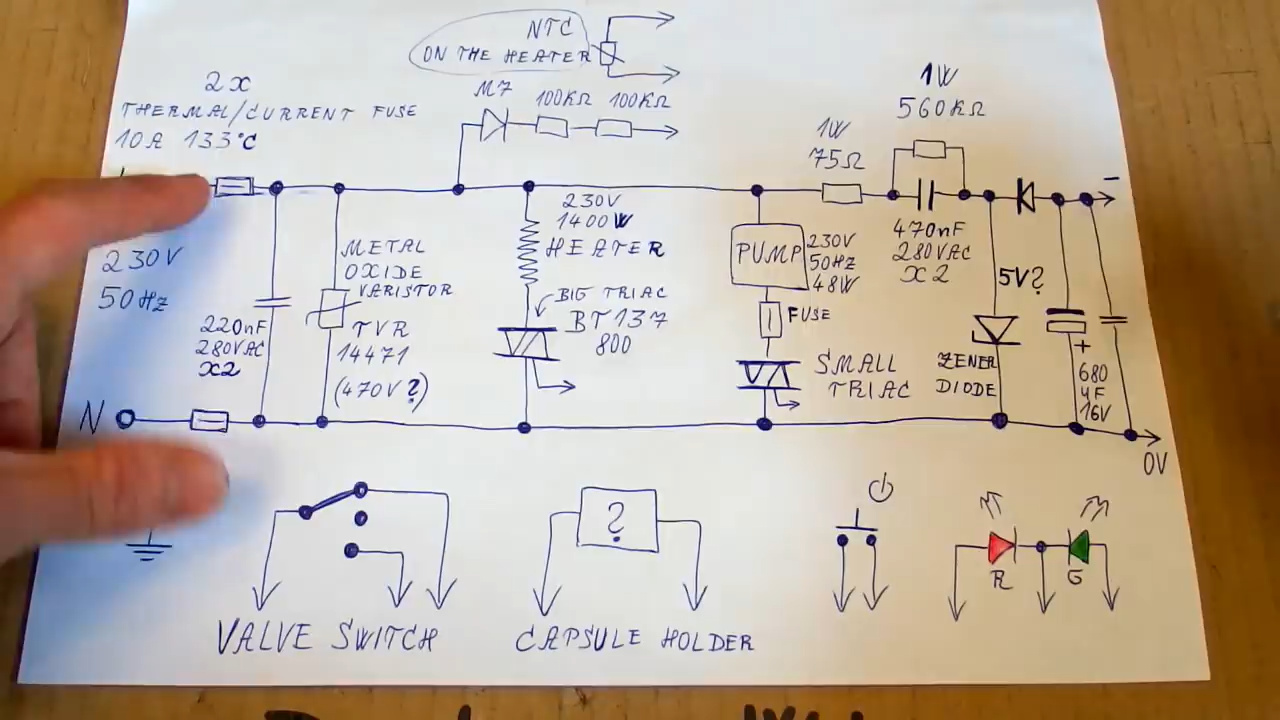 NTC
ON THE HEATER
2x
THERMAL/CURRENT FUSE
10A 133°C
M7
100KΩ 100KΩ
1W
75Ω
1W
560KΩ
-
230V
50Hz
220nF
280VAC
X2
METAL
OXIDE
VARISTOR
TVR
14471
(470V?)
230V
1400W
HEATER
BIG TRIAC
BT137
800
PUMP
230V
50Hz
48W
FUSE
SMALL
TRIAC
470nF
280VAC
X2
5V?
ZENER
DIODE
+
680
uF
16V
0V
N
VALVE SWITCH
?
CAPSULE HOLDER
R
G